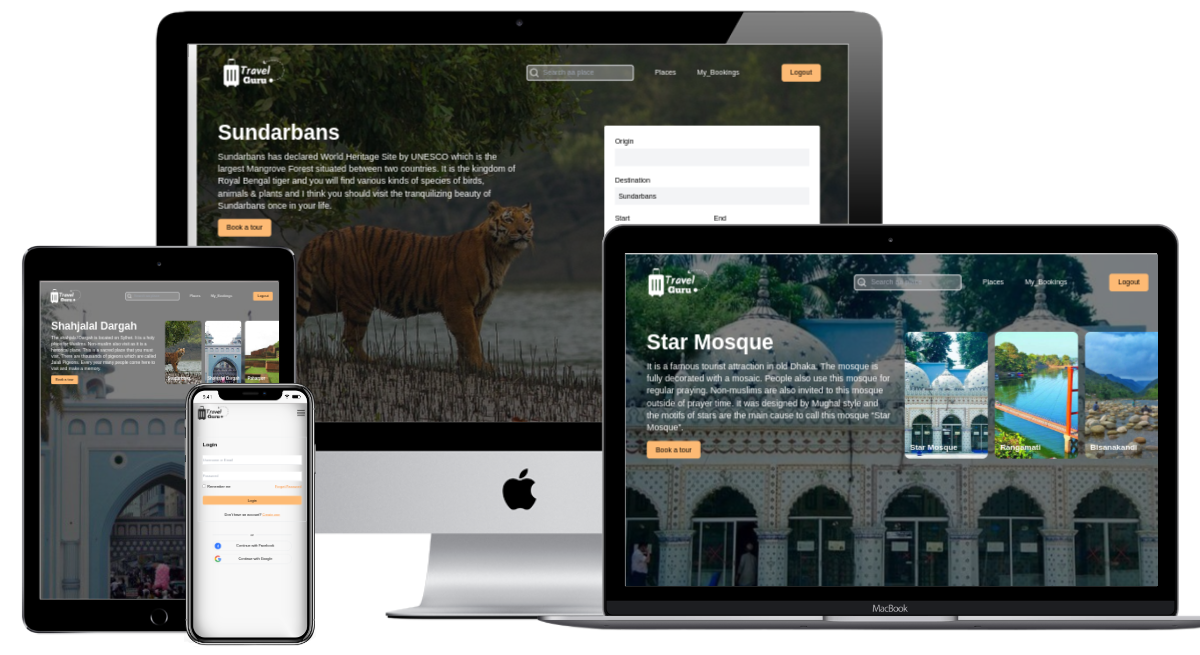 Travel
Guru
Search as place
Places
My_Bookings
Logout
Sundarbans
Sundarbans has declared World Heritage Site by UNESCO which is the
largest Mangrove Forest situated between two countries. It is the kingdom of
Royal Bengal tiger and you will find various kinds of species of birds,
animals & plants and I think you should visit the tranquilizing beauty of
Sundarbans once in your life.
Book a tour
Origin
Destination
Sundarbans
Start
End
Travel
Guru
Places
My_Bookings
Logout
Shahjalal Dargah
Book a tour
Sundarbans
Shahjalal Dargah
9:41
Travel
Guru
Login
Username or Email
Password
Remember me
Forgot Password
Login
Don't have an account? Create one
or
Continue with Facebook
Continue with Google
Travel
Guru
Search as place
Places
My_Bookings
Logout
Star Mosque
It is a famous tourist attraction in old Dhaka. The mosque is
fully decorated with a mosaic. People also use this mosque for
regular praying. Non-muslims are also invited to this mosque
outside of prayer time. it was designed by Mughal style and
the motifs of stars are the main cause to call this mosque "Star
Mosque".
Book a tour
Star Mosque
Rangamati
Bisanakandi
MacBook